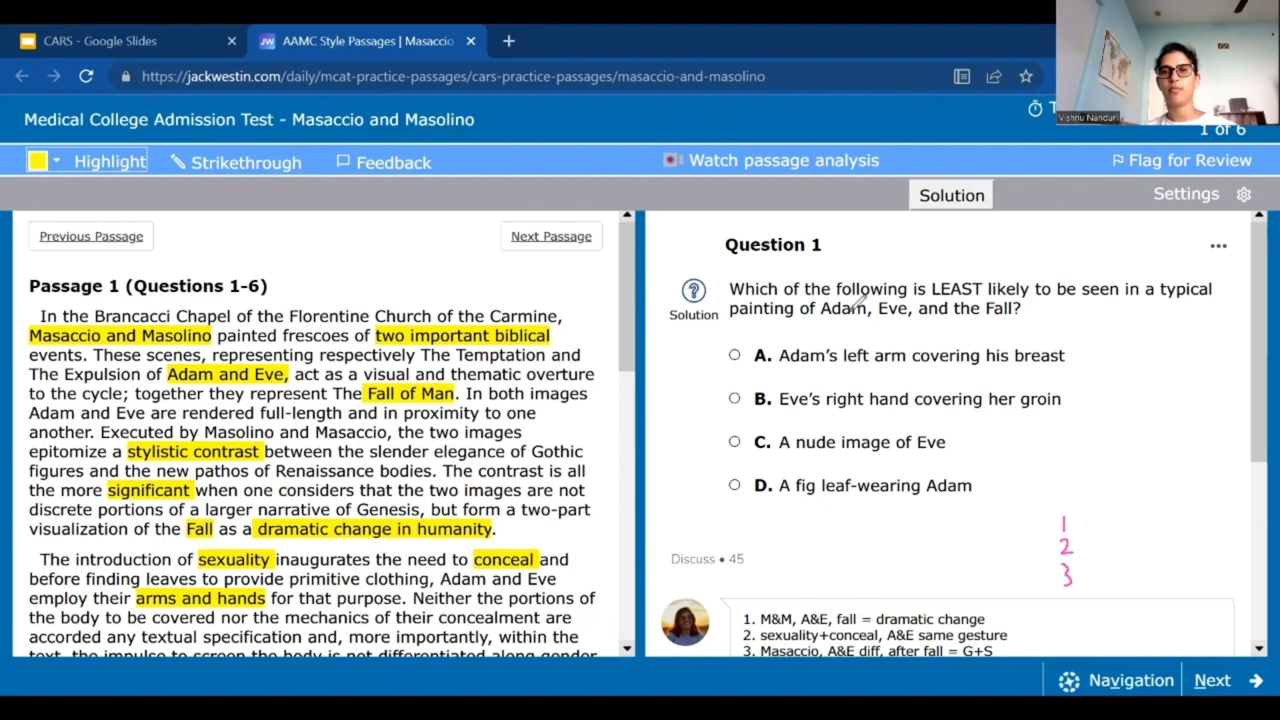 CARS - Google Slides
JW AAMC Style Passages | Masaccio
https://jackwestin.com/daily/mcat-practice-passages/cars-practice-passages/masaccio-and-masolino
Vishnu Nanduri
Medical College Admission Test - Masaccio and Masolino
1 of 6
Highlight Strikethrough Feedback Watch passage analysis Flag for Review
Solution Settings
Previous Passage Next Passage
Passage 1 (Questions 1-6)
In the Brancacci Chapel of the Florentine Church of the Carmine,
Masaccio and Masolino painted frescoes of two important biblical
events. These scenes, representing respectively The Temptation and
The Expulsion of Adam and Eve, act as a visual and thematic overture
to the cycle; together they represent The Fall of Man. In both images
Adam and Eve are rendered full-length and in proximity to one
another. Executed by Masolino and Masaccio, the two images
epitomize a stylistic contrast between the slender elegance of Gothic
figures and the new pathos of Renaissance bodies. The contrast is all
the more significant when one considers that the two images are not
discrete portions of a larger narrative of Genesis, but form a two-part
visualization of the Fall as a dramatic change in humanity.
The introduction of sexuality inaugurates the need to conceal and
before finding leaves to provide primitive clothing, Adam and Eve
employ their arms and hands for that purpose. Neither the portions of
the body to be covered nor the mechanics of their concealment are
accorded any textual specification and, more importantly, within the
text, the impulse to screen the body is not differentiated along gender
Question 1
Solution
Which of the following is LEAST likely to be seen in a typical
painting of Adam, Eve, and the Fall?
A. Adam's left arm covering his breast
B. Eve's right hand covering her groin
C. A nude image of Eve
D. A fig leaf-wearing Adam
1
2
3
Discuss • 45
1. M&M, A&E, fall = dramatic change
2. sexuality+conceal, A&E same gesture
3. Masaccio, A&E diff, after fall = G+S
Navigation Next